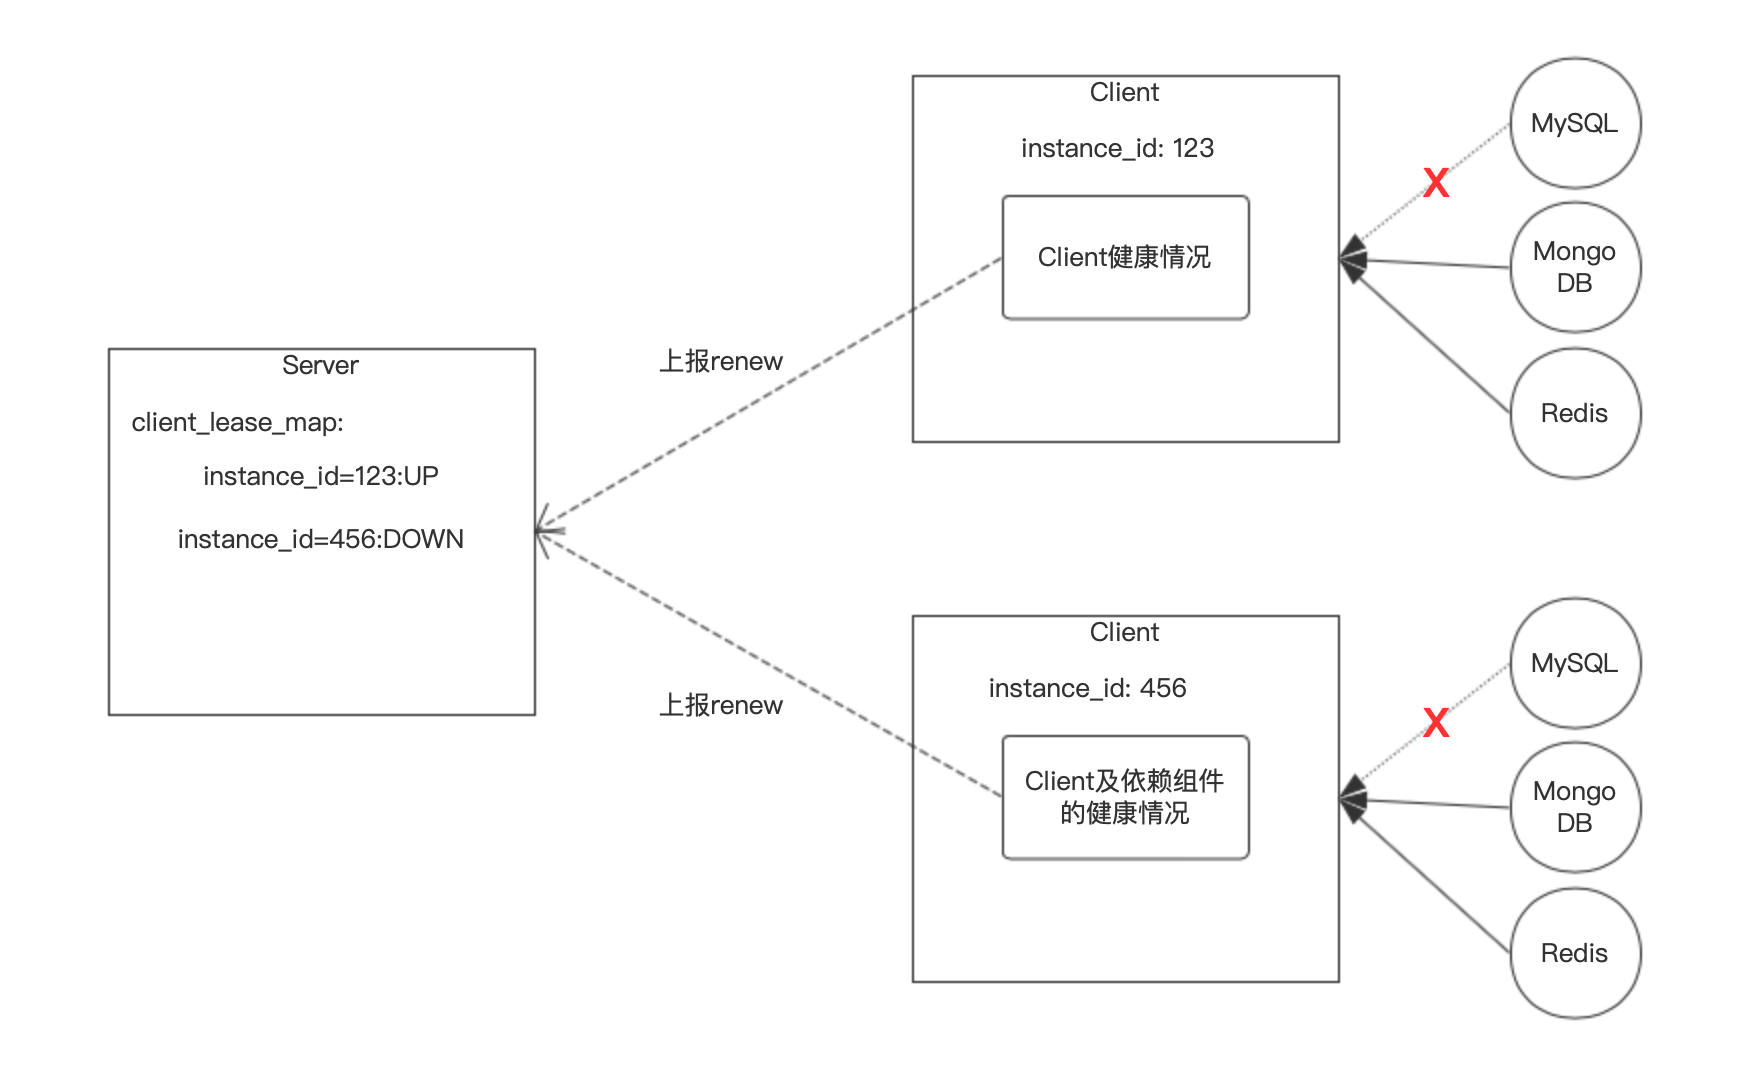 Server
client_lease_map:
instance_id=123:UP
instance_id=456:DOWN
上报renew
上报renew
Client
instance_id: 123
Client健康情况
X
MySQL
Mongo
DB
Redis
Client
instance_id: 456
Client及依赖组件
的健康情况
X
MySQL
Mongo
DB
Redis